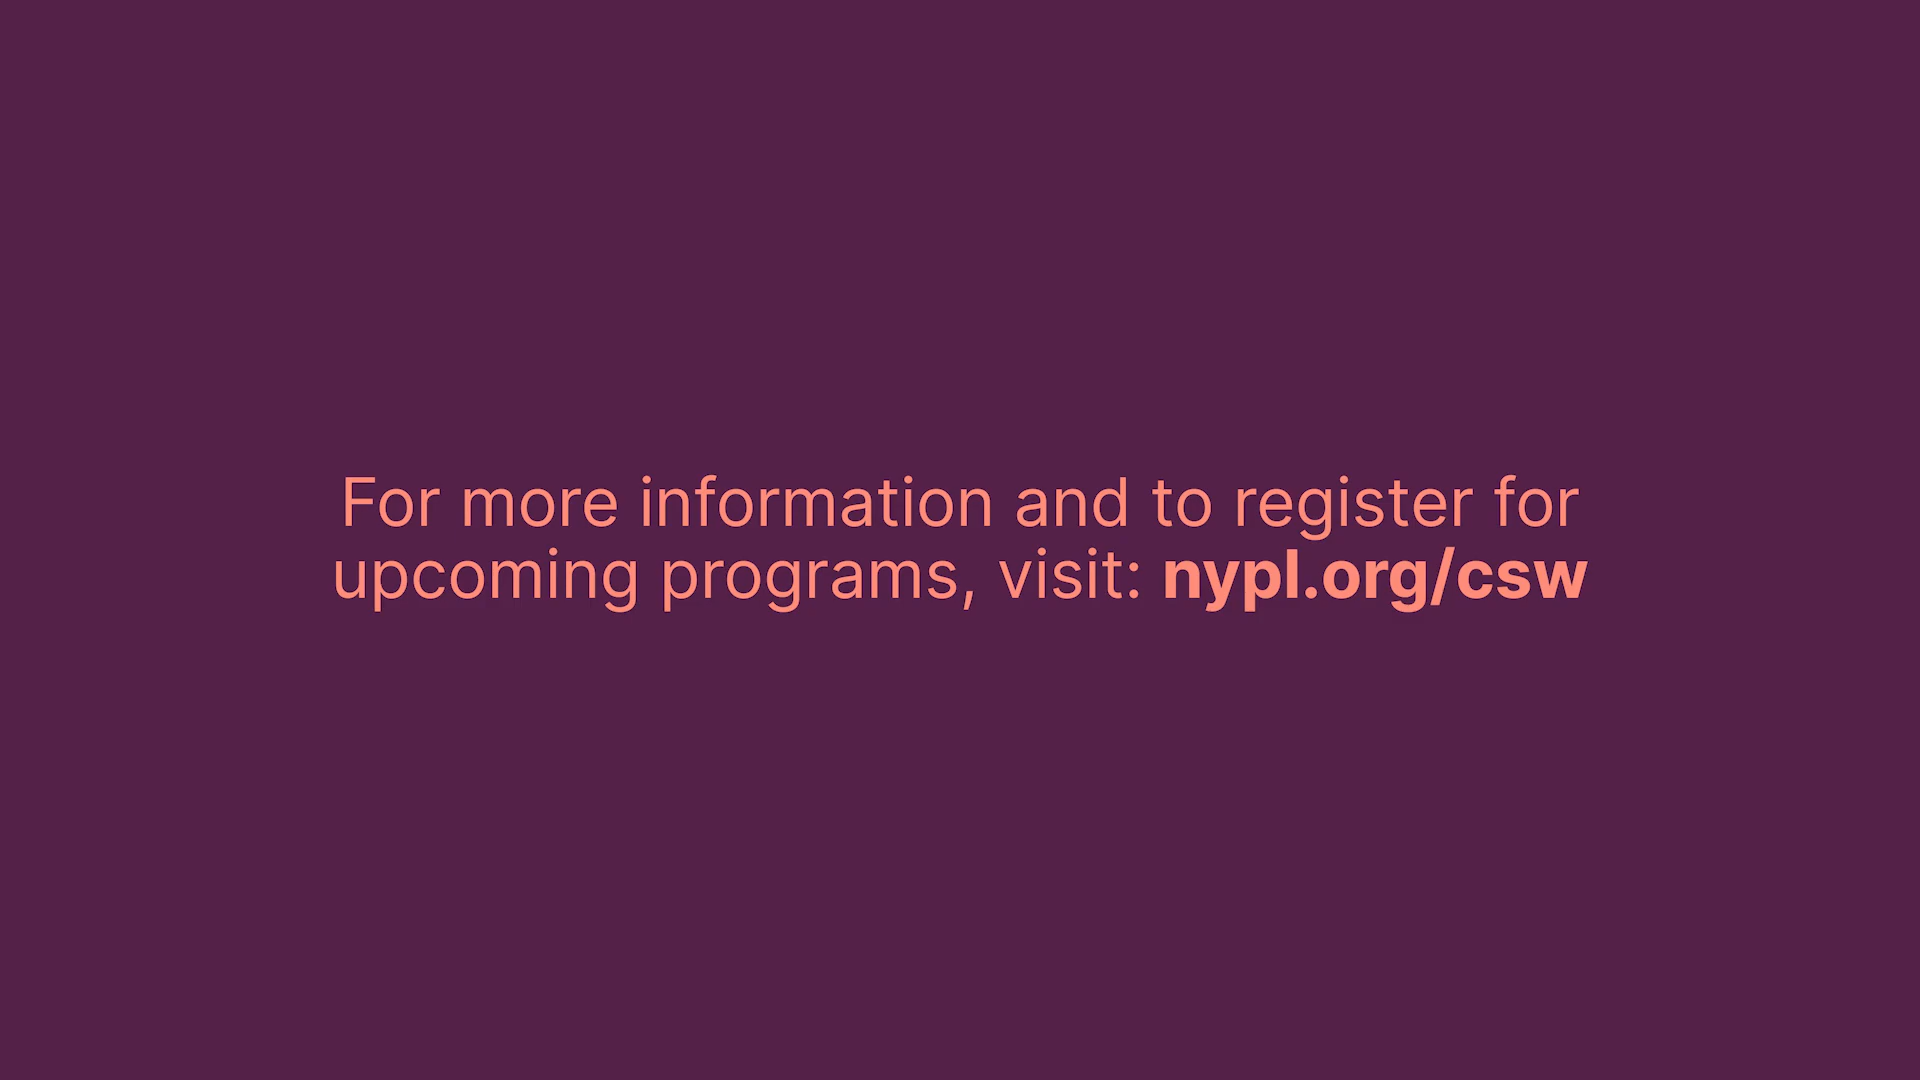 For more information and to register for
upcoming programs, visit: nypl.org/csw